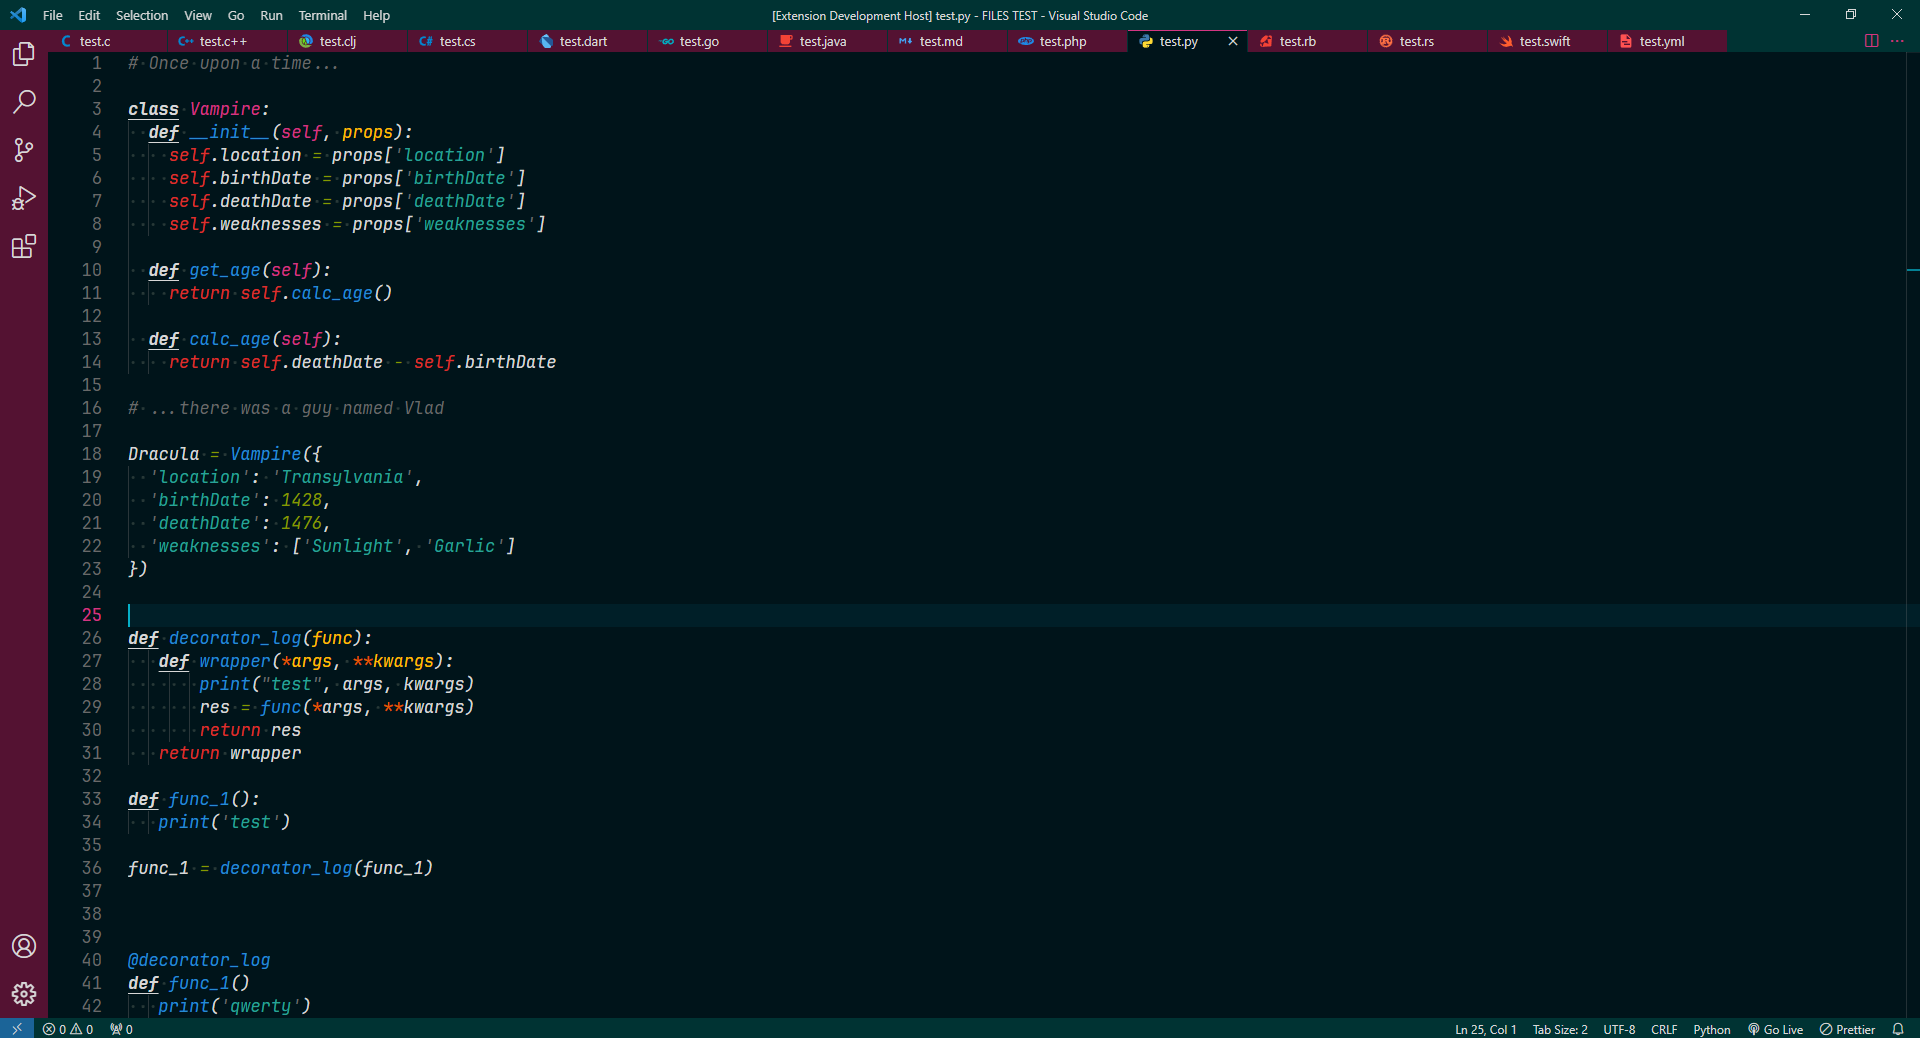 File Edit Selection View Go Run Terminal Help [Extension Development Host] test.py - FILES TEST - Visual Studio Code
test.c test.c++ test.clj test.cs test.dart test.go test.java test.md test.php test.py test.rb test.rs test.swift test.yml
1 # Once upon a time...
2
3 class Vampire:
4 def __init__(self, props):
5 self.location = props['location']
6 self.birthDate = props['birthDate']
7 self.deathDate = props['deathDate']
8 self.weaknesses = props['weaknesses']
9
10 def get_age(self):
11 return self.calc_age()
12
13 def calc_age(self):
14 return self.deathDate - self.birthDate
15
16 # ...there was a guy named Vlad
17
18 Dracula = Vampire({
19 'location': 'Transylvania',
20 'birthDate': 1428,
21 'deathDate': 1476,
22 'weaknesses': ['Sunlight', 'Garlic']
23 })
24
25
26 def decorator_log(func):
27 def wrapper(*args, **kwargs):
28 print("test", args, kwargs)
29 res = func(*args, **kwargs)
30 return res
31 return wrapper
32
33 def func_1():
34 print('test')
35
36 func_1 = decorator_log(func_1)
37
38
39
40 @decorator_log
41 def func_1()
42 print('qwerty')
0 0 0 Ln 25, Col 1 Tab Size: 2 UTF-8 CRLF Python Go Live Prettier